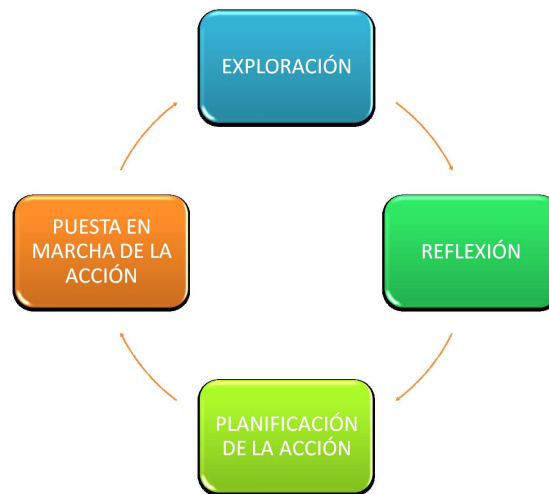 EXPLORACIÓN
REFLEXIÓN
PLANIFICACIÓN
DE LA ACCIÓN
PUESTA EN
MARCHA DE LA
ACCIÓN